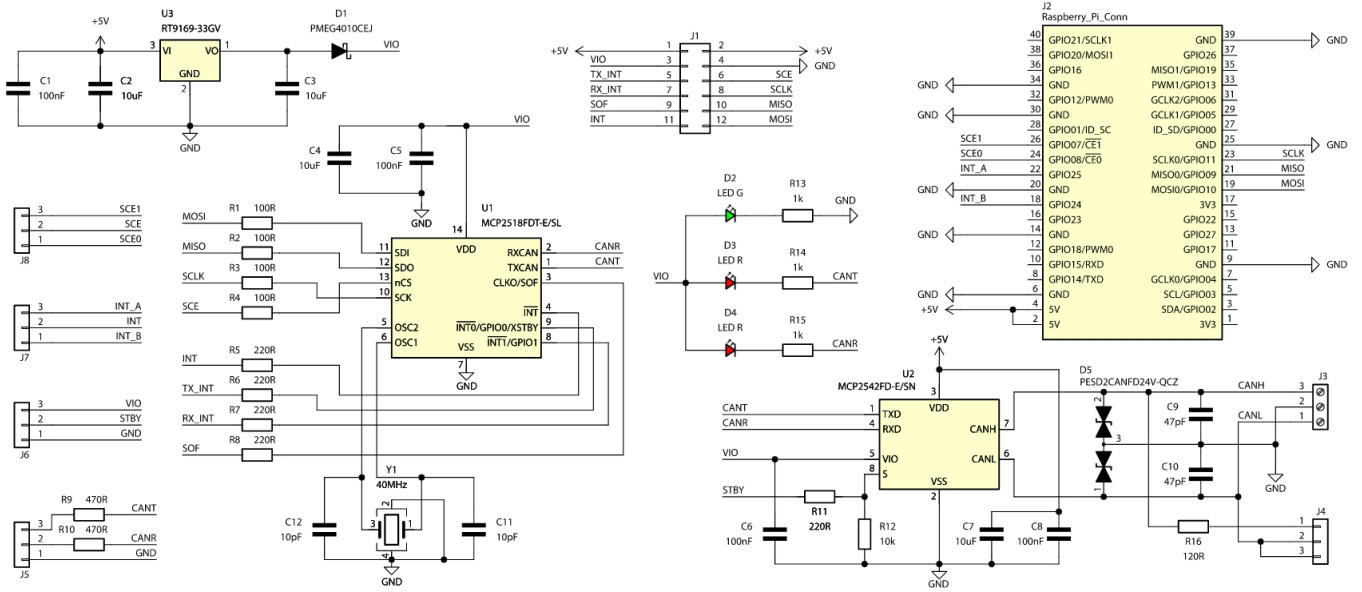 U3
RT9169-33GV
+5V
3 VI VO 1
GND
2
C1
100nF
C2
10uF
C3
10uF
GND
D1
PMEG4010CEJ
VIO
J1
+5V 1 2 +5V
VIO 3 4 GND
TX_INT 5 6 SCE
RX_INT 7 8 SCLK
SOF 9 10 MISO
INT 11 12 MOSI
J2
Raspberry_Pi_Conn
40 GPIO21/SCLK1 GND 39 GND
38 GPIO20/MOSI1 GPIO26 37
36 GPIO16 MISO1/GPIO19 35
GND 34 GND PWM1/GPIO13 33
32 GPIO12/PWM0 GCLK2/GPIO06 31
GND 30 GND GCLK1/GPIO05 29
28 GPIO01/ID_SC ID_SD/GPIO00 27
SCE1 26 GPIO07/CE1 GND 25 GND
SCE0 24 GPIO08/CE0 SCLK0/GPIO11 23 SCLK
INT_A 22 GPIO25 MISO0/GPIO09 21 MISO
GND 20 GND MOSI0/GPIO10 19 MOSI
INT_B 18 GPIO24 3V3 17
16 GPIO23 GPIO22 15
GND 14 GND GPIO27 13
12 GPIO18/PWM0 GPIO17 11
10 GPIO15/RXD GND 9 GND
8 GPIO14/TXD GCLK0/GPIO04 7
GND 6 GND SCL/GPIO03 5
+5V 4 5V SDA/GPIO02 3
2 5V 3V3 1
VIO
C4
10uF
C5
100nF
GND
U1
MCP2518FDT-E/SL
14
VDD
MOSI R1 100R 11 SDI
MISO R2 100R 12 SDO
SCLK R3 100R 13 nCS
SCE R4 100R 10 SCK
5 OSC2
6 OSC1
RXCAN 2 CANR
TXCAN 1 CANT
CLKO/SOF 3
INT 4
INT0/GPIO0/XSTBY 9
INT1/GPIO1 8
VSS
7
GND
INT R5 220R
TX_INT R6 220R
RX_INT R7 220R
SOF R8 220R
3 SCE1
2 SCE
1 SCE0
J8
3 INT_A
2 INT
1 INT_B
J7
3 VIO
2 STBY
1 GND
J6
R9 470R CANT
R10 470R CANR
GND
3
2
1
J5
Y1
40MHz
2
3 1
4
C12
10pF
C11
10pF
GND
D2
LED G
R13
1k
GND
D3
LED R
R14
1k
VIO
CANT
D4
LED R
R15
1k
CANR
+5V
U2
MCP2542FD-E/SN
3
VDD
CANT 1 TXD
CANR 4 RXD
VIO 5 VIO
8 S
CANH 7
CANL 6
VSS
2
STBY
R11
220R
R12
10k
C6
100nF
C7
10uF
C8
100nF
GND
D5
PESD2CANFD24V-QCZ
2
3
1
C9
47pF
C10
47pF
CANH
CANL
J3
3
2
1
GND
R16
120R
J4
1
2
3